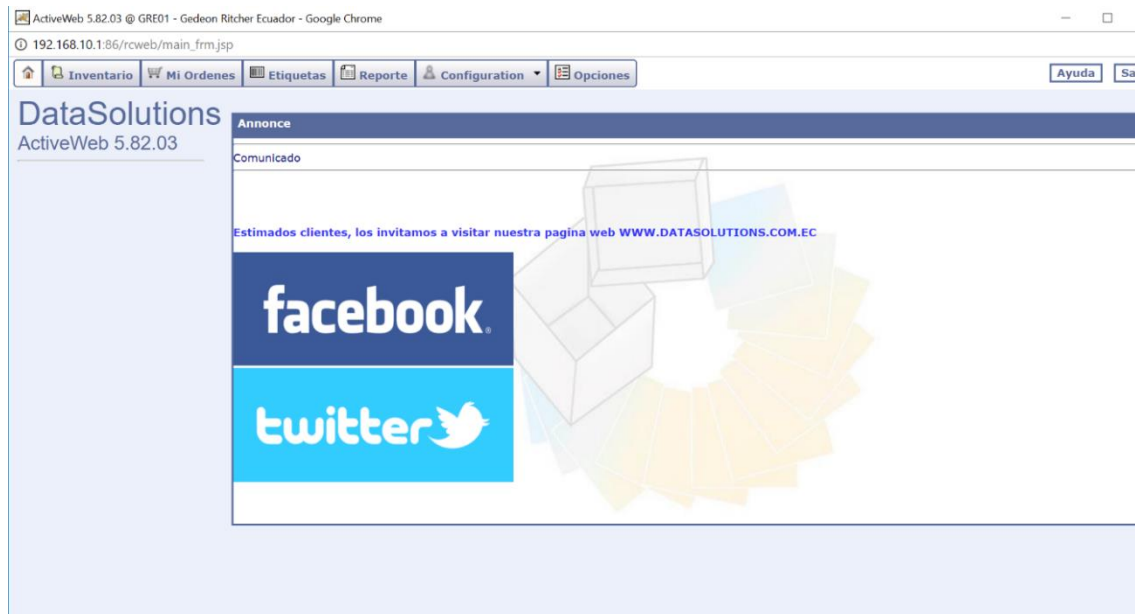 ActiveWeb 5.82.03 @ GRE01 - Gedeon Ritcher Ecuador - Google Chrome
192.168.10.1:86/rcweb/main_frm.jsp
Inventario Mi Ordenes Etiquetas Reporte Configuration Opciones Ayuda Sa
DataSolutions
ActiveWeb 5.82.03
Annonce
Comunicado
Estimados clientes, los invitamos a visitar nuestra pagina web WWW.DATASOLUTIONS.COM.EC
facebook®
twitter